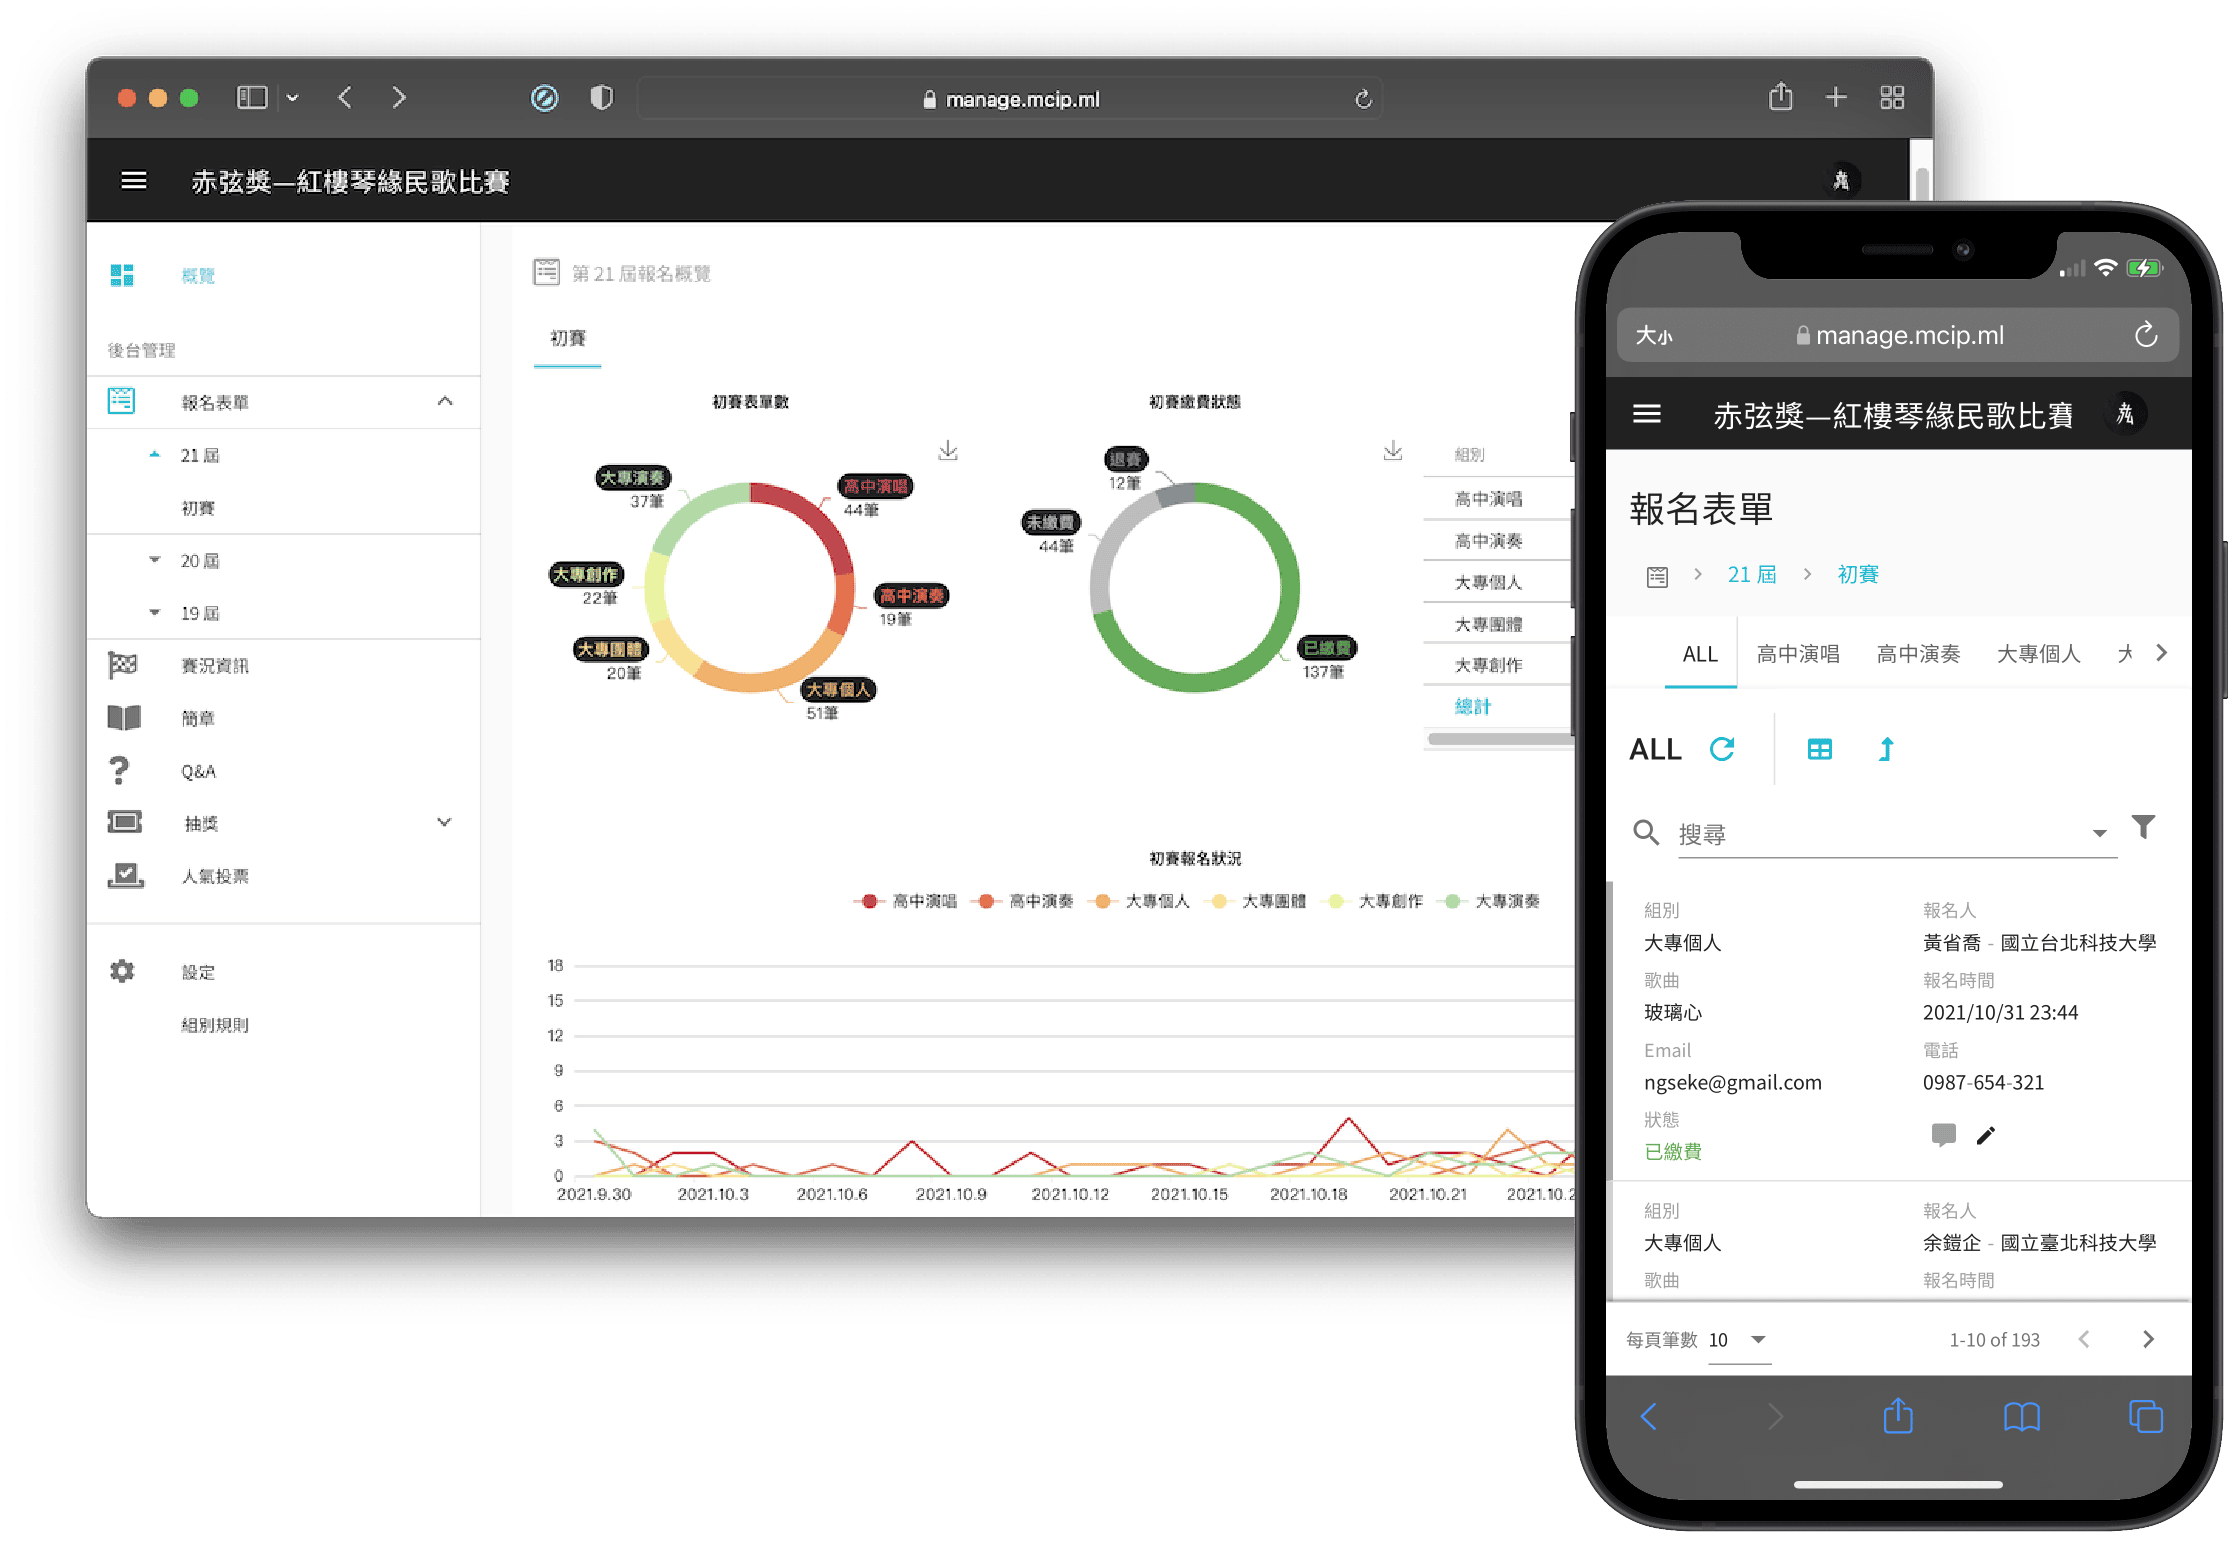 manage.mcip.ml
赤弦獎—紅樓琴緣民歌比賽
概覽
後台管理
報名表單
21 屆
初賽
20 屆
19 屆
賽況資訊
簡章
Q&A
抽獎
人氣投票
設定
組別規則
第 21 屆報名概覽
初賽
初賽表單數
大專演奏
37筆
高中演唱
44筆
大專創作
22筆
高中演奏
19筆
大專團體
20筆
大專個人
51筆
初賽繳費狀態
退賽
12筆
未繳費
44筆
已繳費
137筆
組別
高中演唱
高中演奏
大專個人
大專團體
大專創作
總計
初賽報名狀況
高中演唱 高中演奏 大專個人 大專團體 大專創作 大專演奏
18
15
12
9
6
3
0
2021.9.30 2021.10.3 2021.10.6 2021.10.9 2021.10.12 2021.10.15 2021.10.18 2021.10.21 2021.10.2
大小 manage.mcip.ml
赤弦獎—紅樓琴緣民歌比賽
報名表單
21 屆 初賽
ALL 高中演唱 高中演奏 大專個人
ALL
搜尋
組別 報名人
大專個人 黃省喬 - 國立台北科技大學
歌曲 報名時間
玻璃心 2021/10/31 23:44
Email 電話
ngseke@gmail.com 0987-654-321
狀態
已繳費
組別 報名人
大專個人 余鎧企 - 國立臺北科技大學
歌曲 報名時間
每頁筆數 10 1-10 of 193